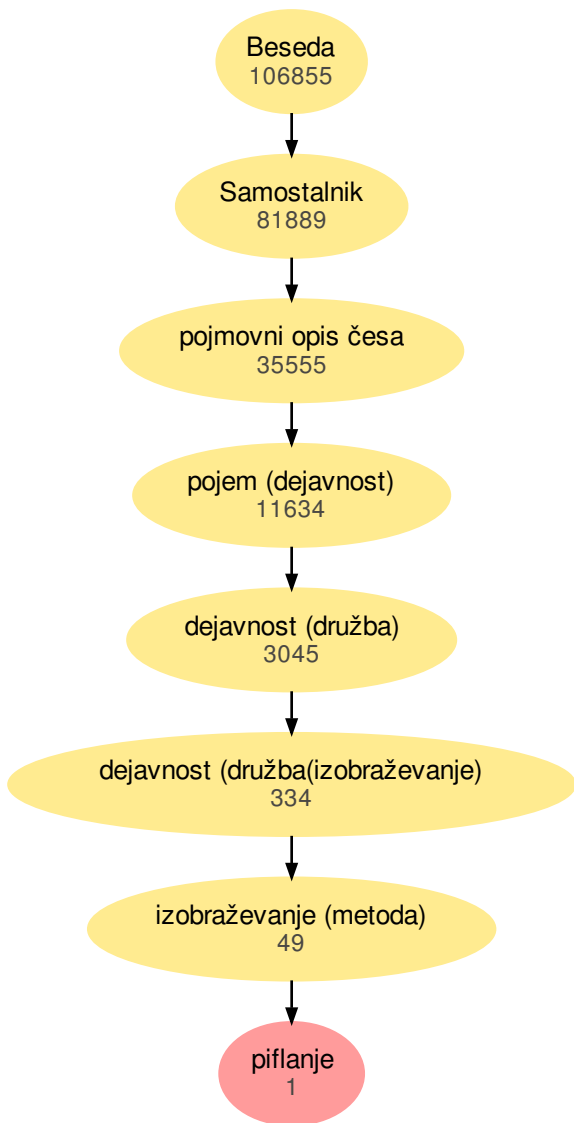 Beseda
106855
Samostalnik
81889
pojmovni opis česa
35555
pojem (dejavnost)
11634
dejavnost (družba)
3045
dejavnost (družba(izobraževanje)
334
izobraževanje (metoda)
49
piflanje
1